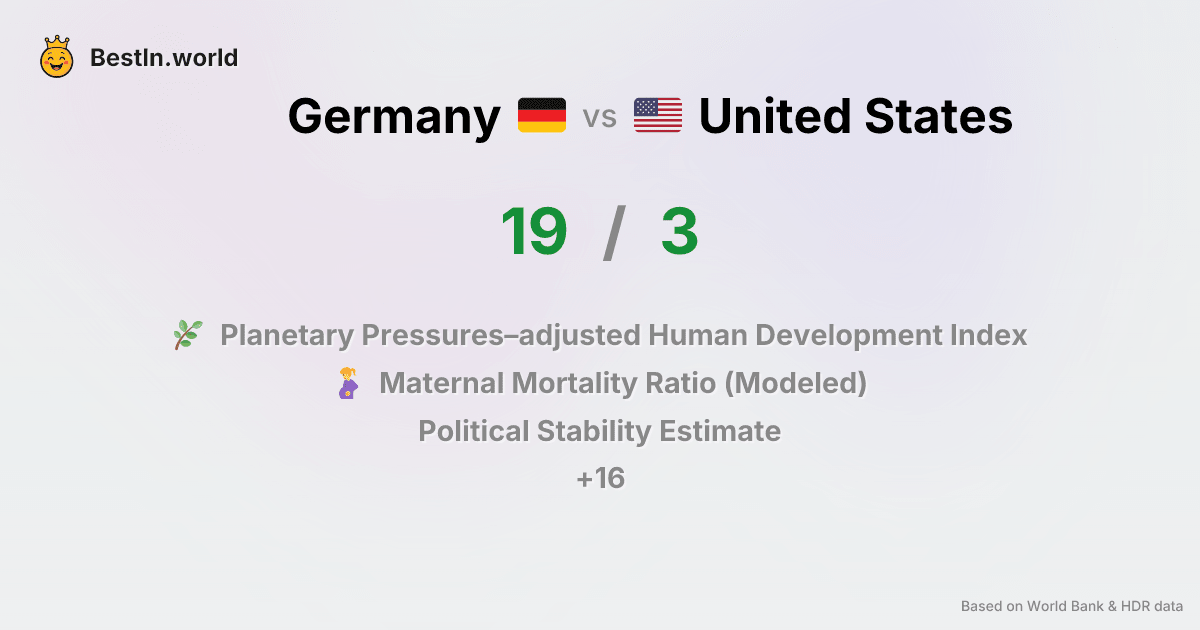 BestIn.world
Germany vs United States
19 / 3
Planetary Pressures–adjusted Human Development Index
Maternal Mortality Ratio (Modeled)
Political Stability Estimate
+16
Based on World Bank & HDR data